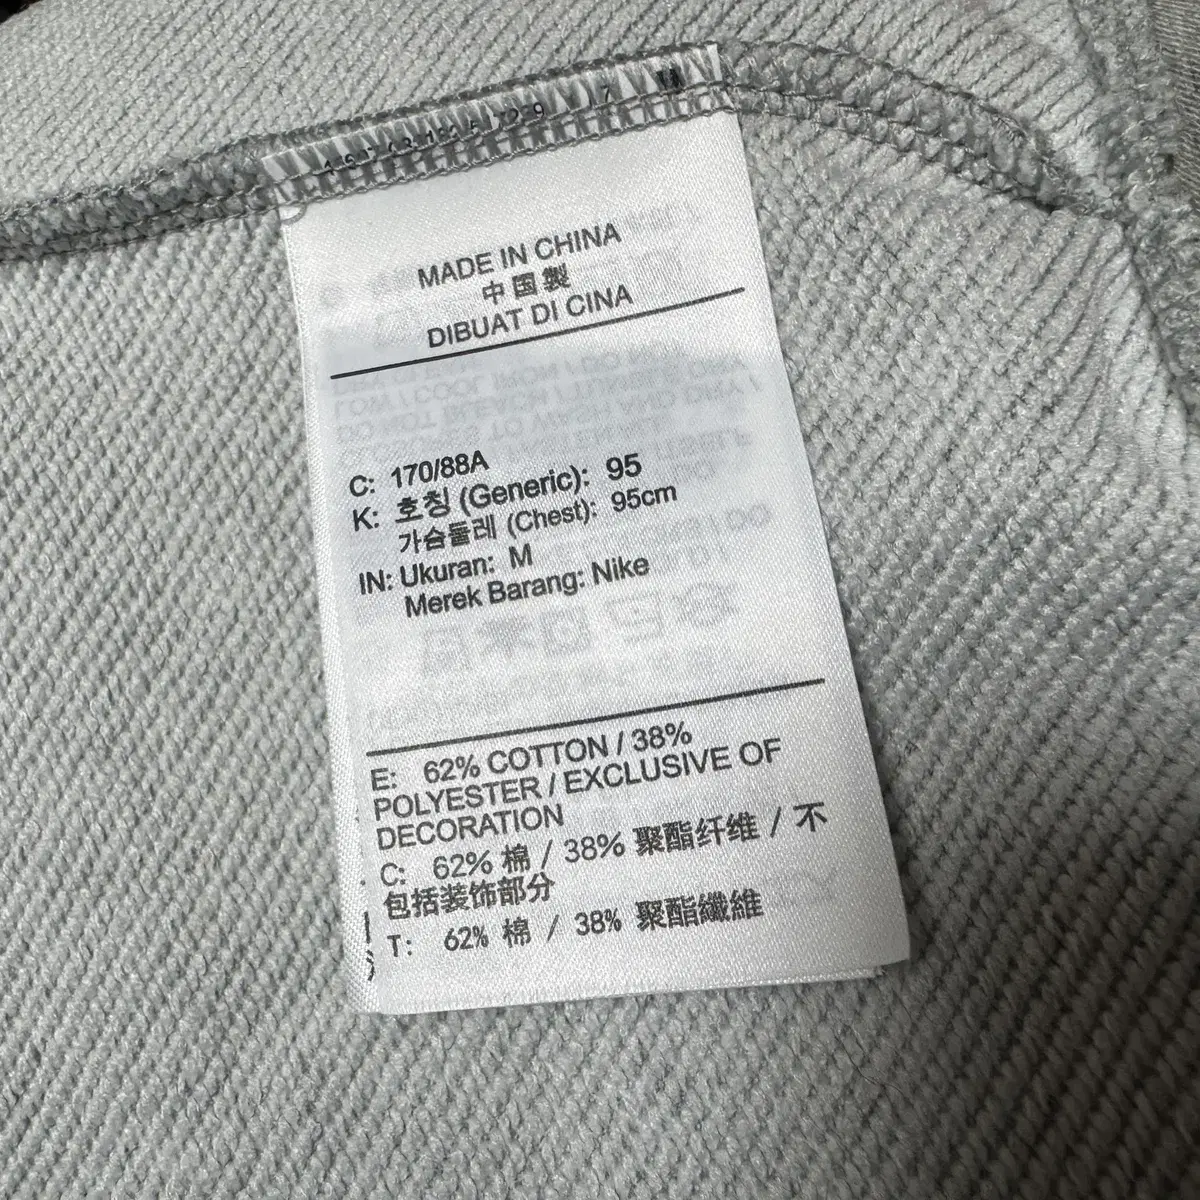 MADE IN CHINA
中国製
DIBUAT DI CINA
C: 170/88A
K: 호칭 (Generic): 95
가슴둘레 (Chest): 95cm
IN: Ukuran: M
Merek Barang: Nike
E: 62% COTTON / 38%
POLYESTER / EXCLUSIVE OF
DECORATION
C: 62% 棉 / 38% 聚酯纤维 / 不
包括装饰部分
T: 62% 棉 / 38% 聚酯纖維